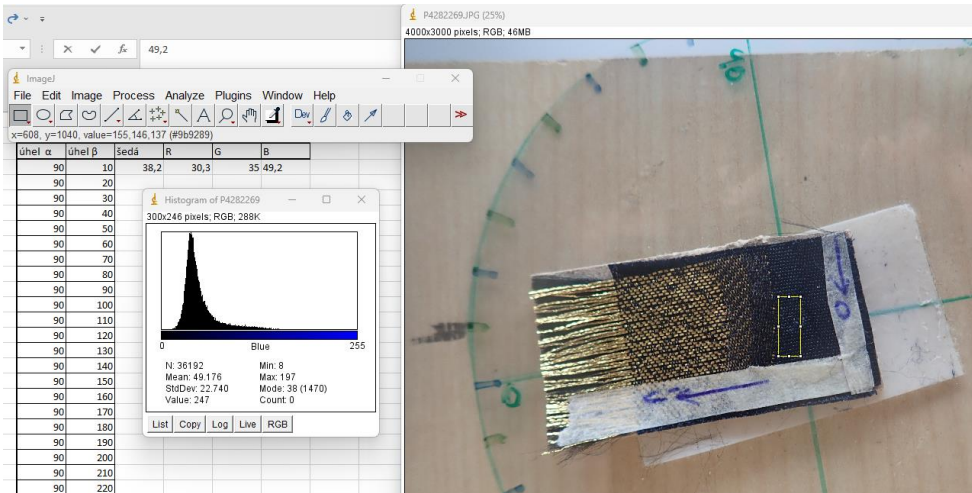 P4282269.JPG (25%)
4000x3000 pixels; RGB; 46MB
49,2
ImageJ
File Edit Image Process Analyze Plugins Window Help
Dev
x=608, y=1040, value=155,146,137 (#9b9289)
úhel α úhel β šedá R G B
90 10 38,2 30,3 35 49,2
90 20
90 30
90 40
90 50
90 60
90 70
90 80
90 90
90 100
90 110
90 120
90 130
90 140
90 150
90 160
90 170
90 180
90 190
90 200
90 210
90 220
Histogram of P4282269
300x246 pixels; RGB; 288K
0 Blue 255
N: 36192 Min: 8
Mean: 49.176 Max: 197
StdDev: 22.740 Mode: 38 (1470)
Value: 247 Count: 0
List Copy Log Live RGB